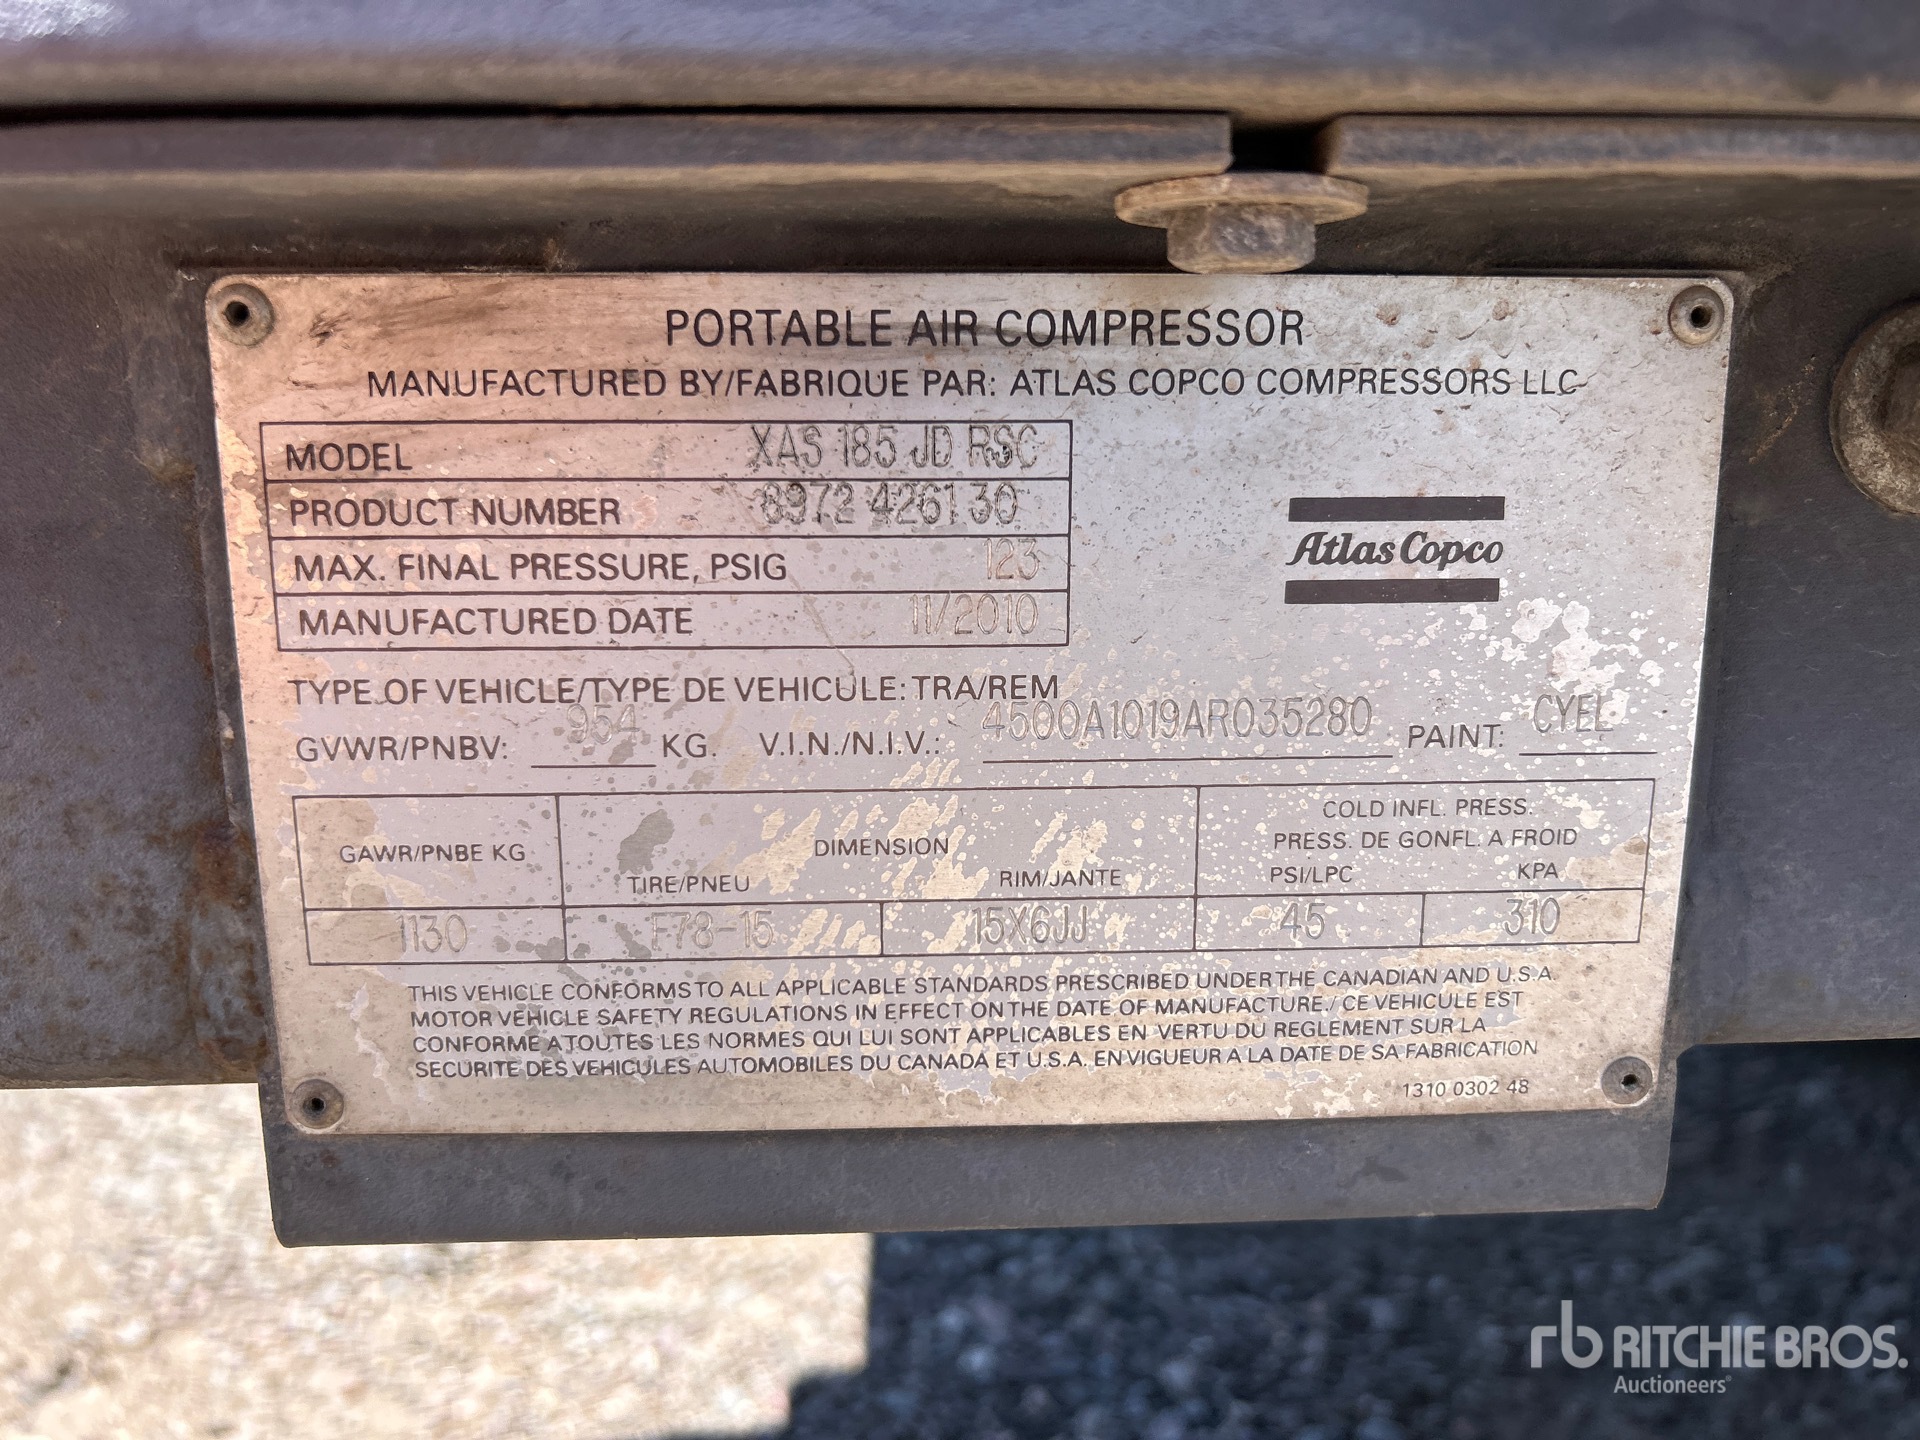 PORTABLE AIR COMPRESSOR
MANUFACTURED BY/FABRIQUE PAR: ATLAS COPCO COMPRESSORS LLC
MODEL XAS 185 JD RSC
PRODUCT NUMBER 8972 4261 30
MAX. FINAL PRESSURE, PSIG 123
MANUFACTURED DATE 11/2010
Atlas Copco
TYPE OF VEHICLE/TYPE DE VEHICULE: TRA/REM
GVWR/PNBV: 954 KG. V.I.N./N.I.V.: 4500A1019AR035280 PAINT: CYEL
GAWR/PNBE KG DIMENSION COLD INFL. PRESS.
PRESS. DE GONFL. A FROID
TIRE/PNEU RIM/JANTE PSI/LPC KPA
1130 F78-15 15X6JJ 45 310
THIS VEHICLE CONFORMS TO ALL APPLICABLE STANDARDS PRESCRIBED UNDER THE CANADIAN AND U.S.A.
MOTOR VEHICLE SAFETY REGULATIONS IN EFFECT ON THE DATE OF MANUFACTURE./CE VEHICULE EST
CONFORME A TOUTES LES NORMES QUI LUI SONT APPLICABLES EN VERTU DU REGLEMENT SUR LA
SECURITE DES VEHICULES AUTOMOBILES DU CANADA ET U.S.A. EN VIGUEUR A LA DATE DE SA FABRICATION
1310 0302 48
rb RITCHIE BROS.
Auctioneers